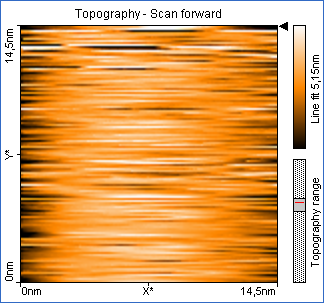 Topography - Scan forward
14,5nm
Y*
0nm
0nm
X*
14,5nm
Line fit 5,15nm
Topography range